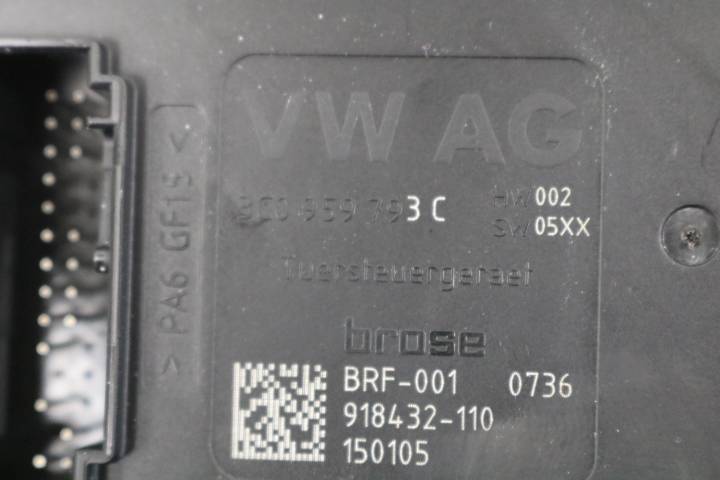 VW AG
3C0 959 793 C HW 002
SW 05XX
> PA6 GF15 <
Tuersteuergeraet
brose
BRF-001 0736
918432-110
150105